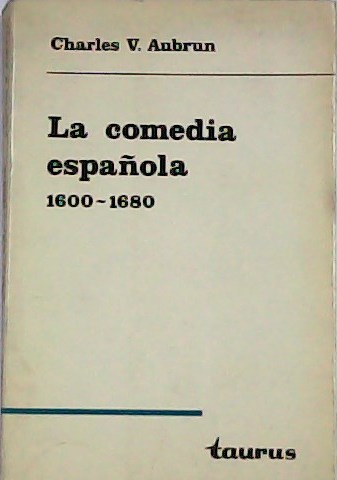 Charles V. Aubrun
La comedia
española
1600-1680
taurus